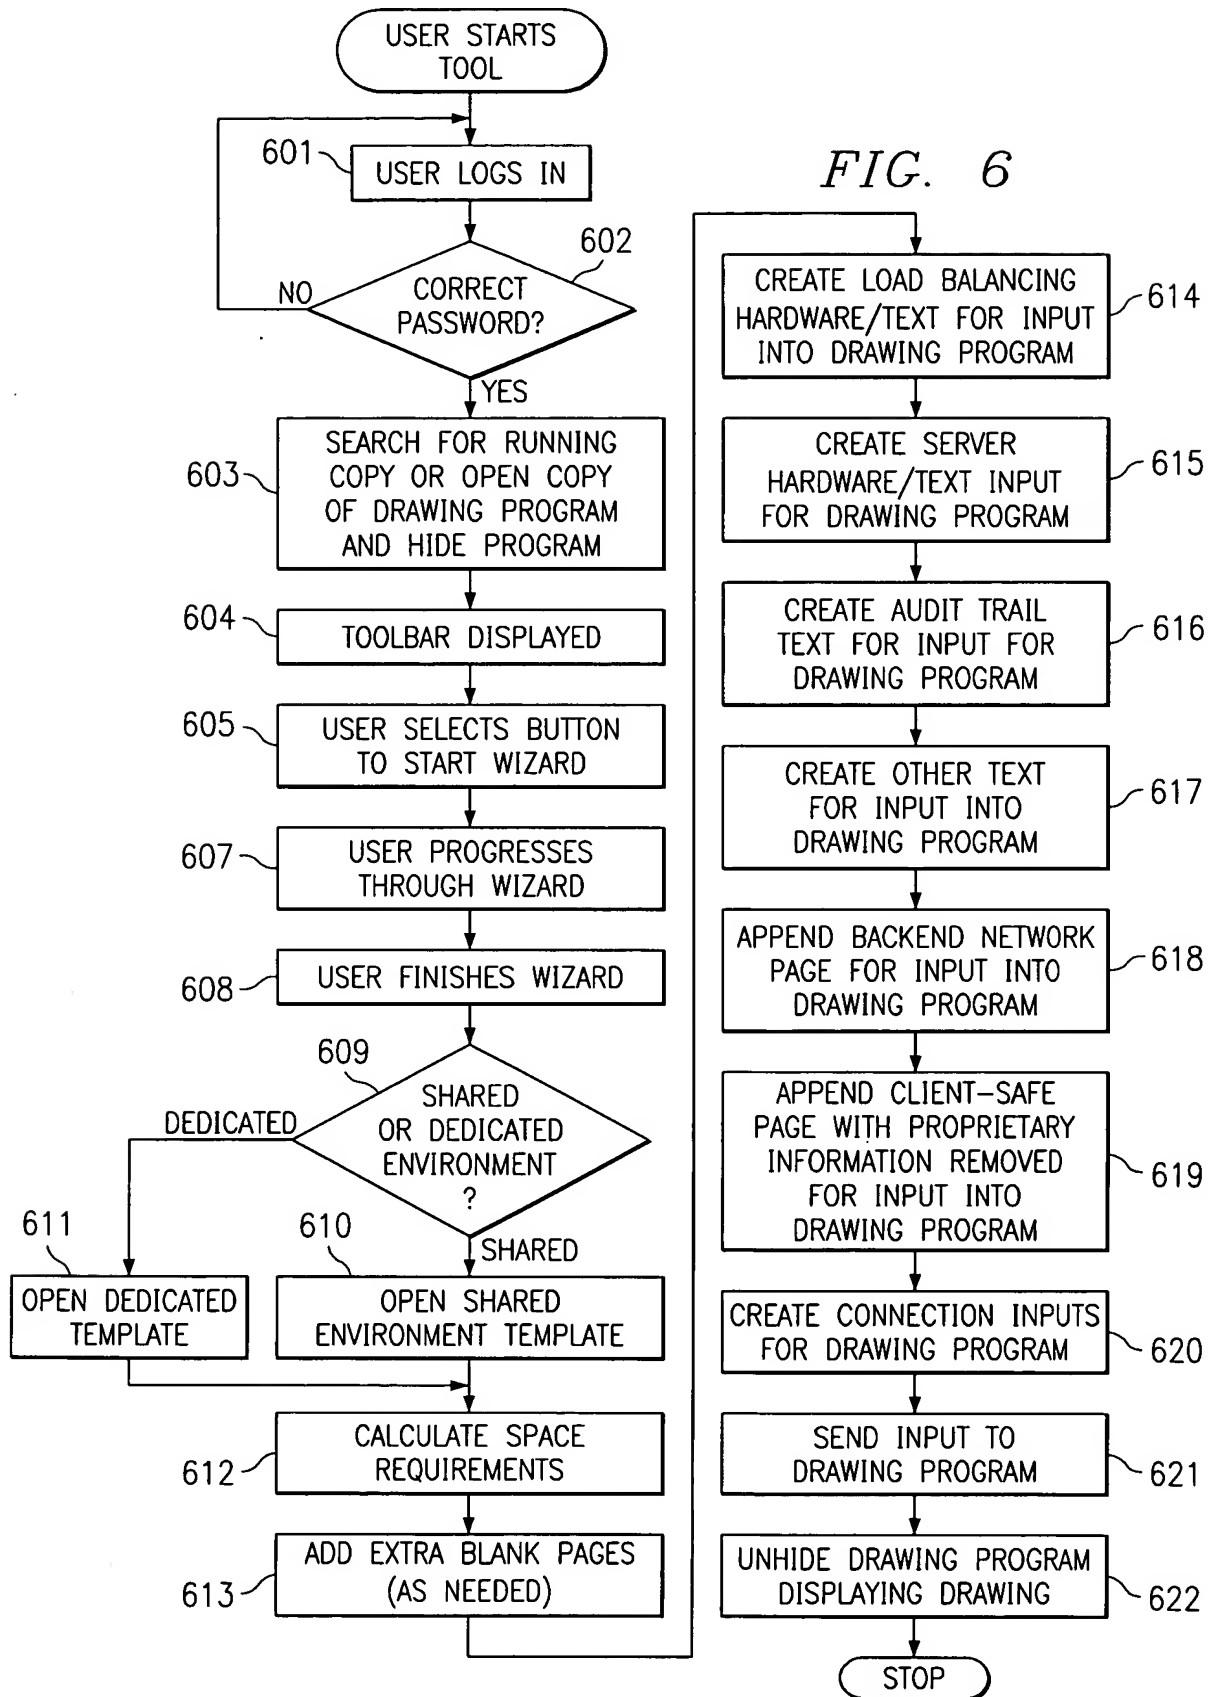 USER STARTS
TOOL
601
USER LOGS IN
FIG. 6
602
NO
CORRECT
PASSWORD?
YES
603
SEARCH FOR RUNNING
COPY OR OPEN COPY
OF DRAWING PROGRAM
AND HIDE PROGRAM
604
TOOLBAR DISPLAYED
605
USER SELECTS BUTTON
TO START WIZARD
607
USER PROGRESSES
THROUGH WIZARD
608
USER FINISHES WIZARD
609
DEDICATED
SHARED
OR DEDICATED
ENVIRONMENT
?
611
OPEN DEDICATED
TEMPLATE
610
SHARED
OPEN SHARED
ENVIRONMENT TEMPLATE
612
CALCULATE SPACE
REQUIREMENTS
613
ADD EXTRA BLANK PAGES
(AS NEEDED)
CREATE LOAD BALANCING
HARDWARE/TEXT FOR INPUT
INTO DRAWING PROGRAM
614
CREATE SERVER
HARDWARE/TEXT INPUT
FOR DRAWING PROGRAM
615
CREATE AUDIT TRAIL
TEXT FOR INPUT FOR
DRAWING PROGRAM
616
CREATE OTHER TEXT
FOR INPUT INTO
DRAWING PROGRAM
617
APPEND BACKEND NETWORK
PAGE FOR INPUT INTO
DRAWING PROGRAM
618
APPEND CLIENT-SAFE
PAGE WITH PROPRIETARY
INFORMATION REMOVED
FOR INPUT INTO
DRAWING PROGRAM
619
CREATE CONNECTION INPUTS
FOR DRAWING PROGRAM
620
SEND INPUT TO
DRAWING PROGRAM
621
UNHIDE DRAWING PROGRAM
DISPLAYING DRAWING
622
STOP